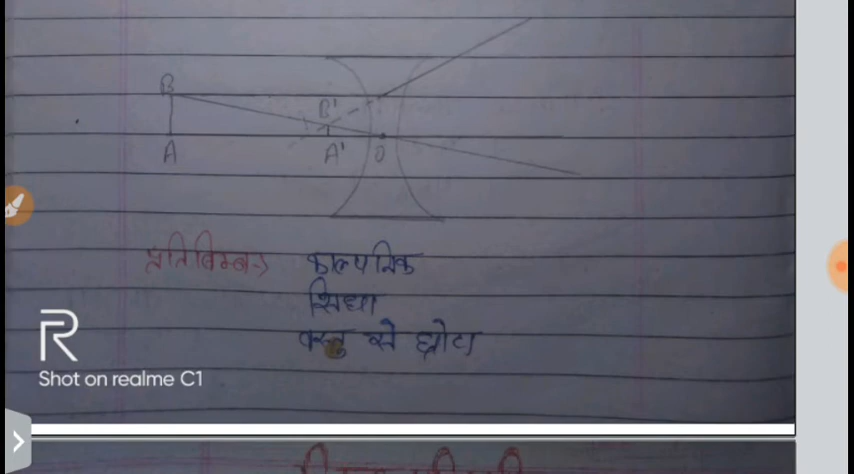 B
B'
A A' O
प्रतिबिम्ब→ काल्पनिक
सिधा
वस्तु से छोटा
R
Shot on realme C1